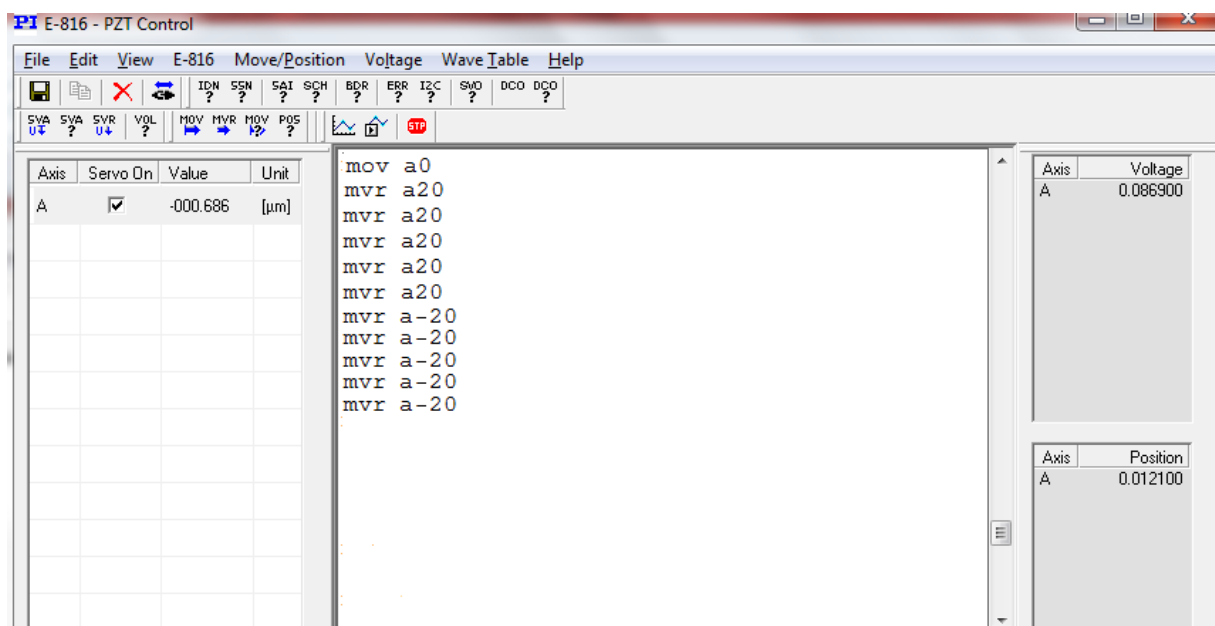 PI E-816 - PZT Control
File Edit View E-816 Move/Position Voltage Wave Table Help
IDN ? SSN ? SAI ? SCH BDR ? ERR ? I2C ? SVO ? DCO DCO ?
SVA SVA ? SVR VOL ? MOV MVR MOV ? POS ? STP
Axis Servo On Value Unit
A -000.686 [µm]
mov a0
mvr a20
mvr a20
mvr a20
mvr a20
mvr a20
mvr a-20
mvr a-20
mvr a-20
mvr a-20
mvr a-20
Axis Voltage
A 0.086900
Axis Position
A 0.012100